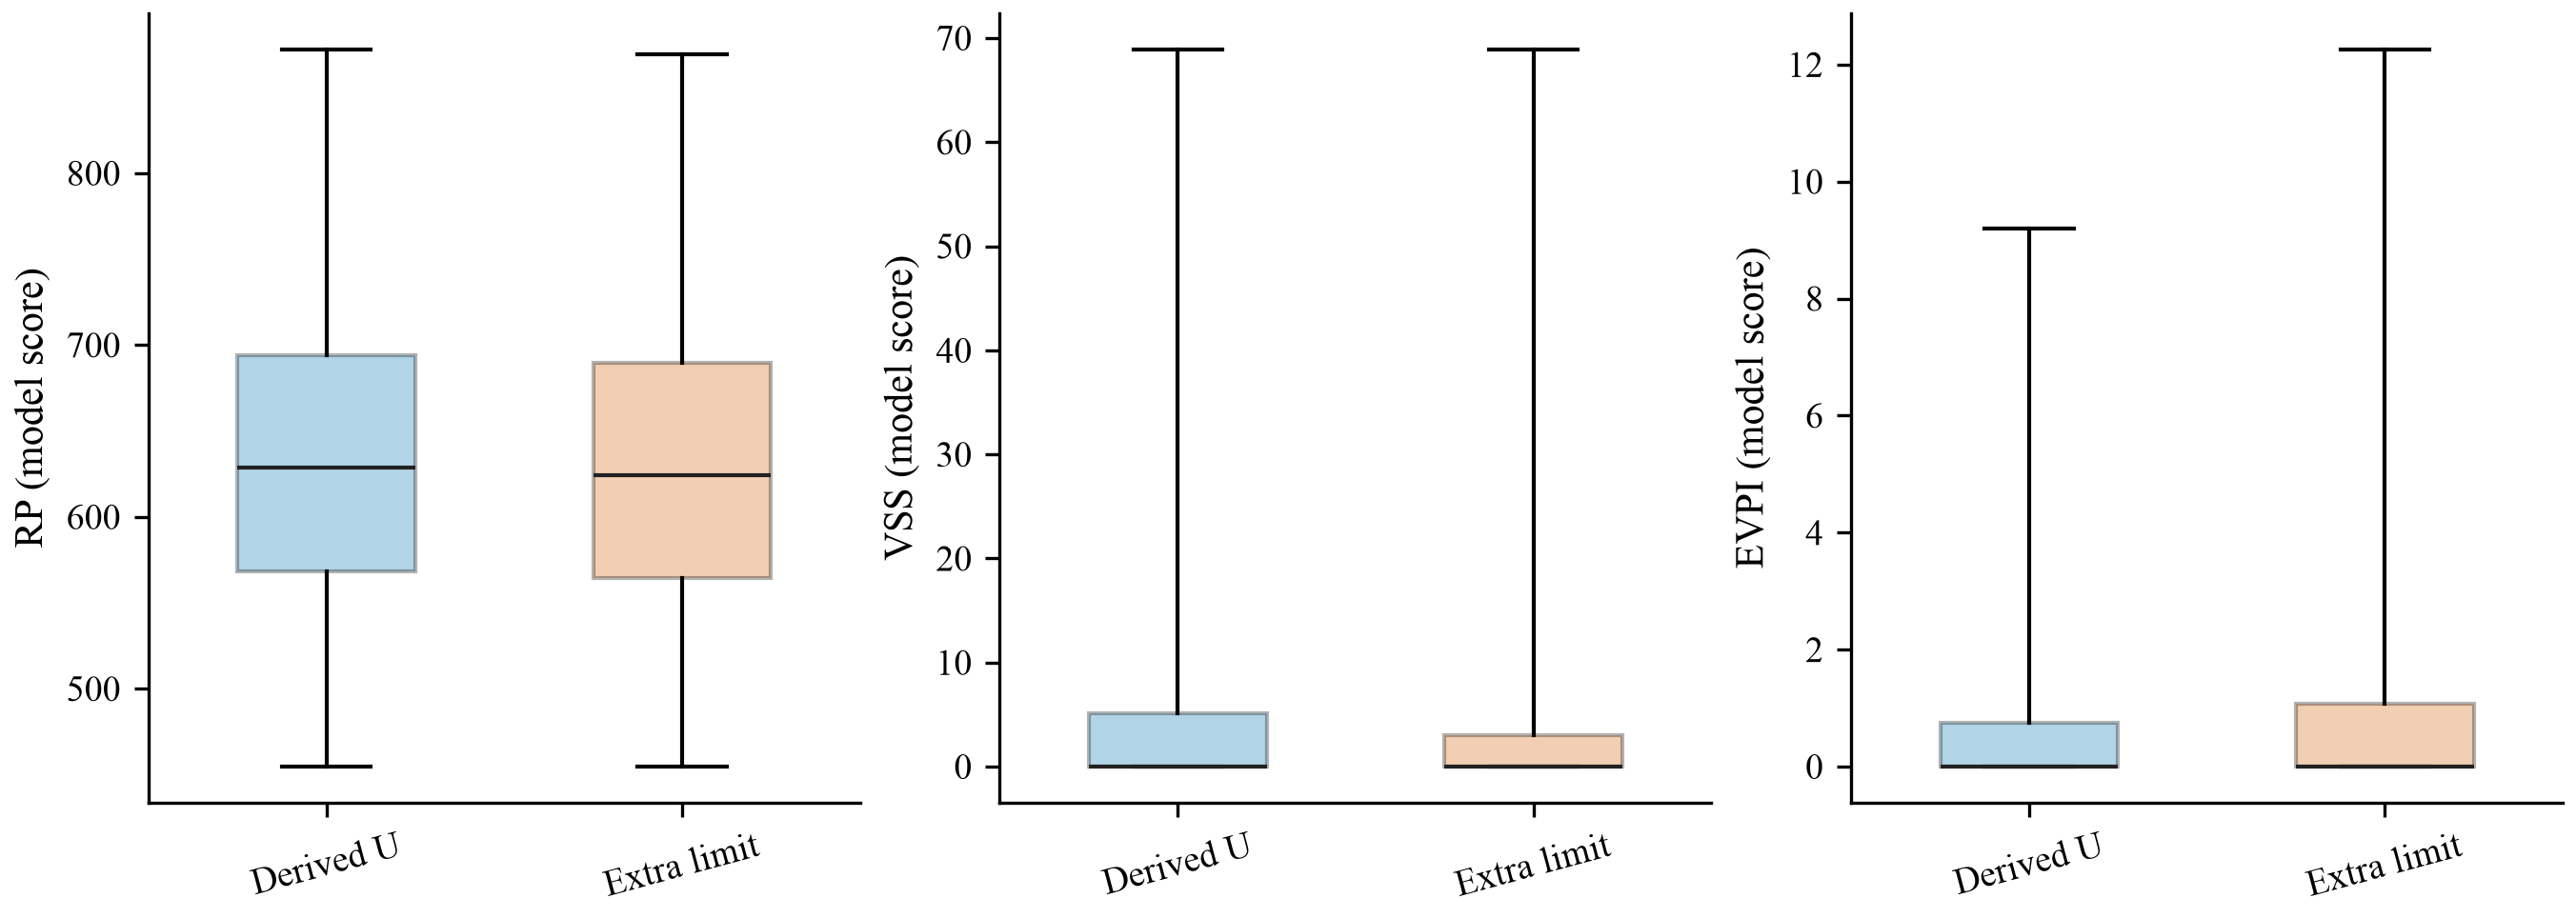 RP (model score)
800
700
600
500
Derived U
Extra limit
VSS (model score)
70
60
50
40
30
20
10
0
Derived U
Extra limit
EVPI (model score)
12
10
8
6
4
2
0
Derived U
Extra limit